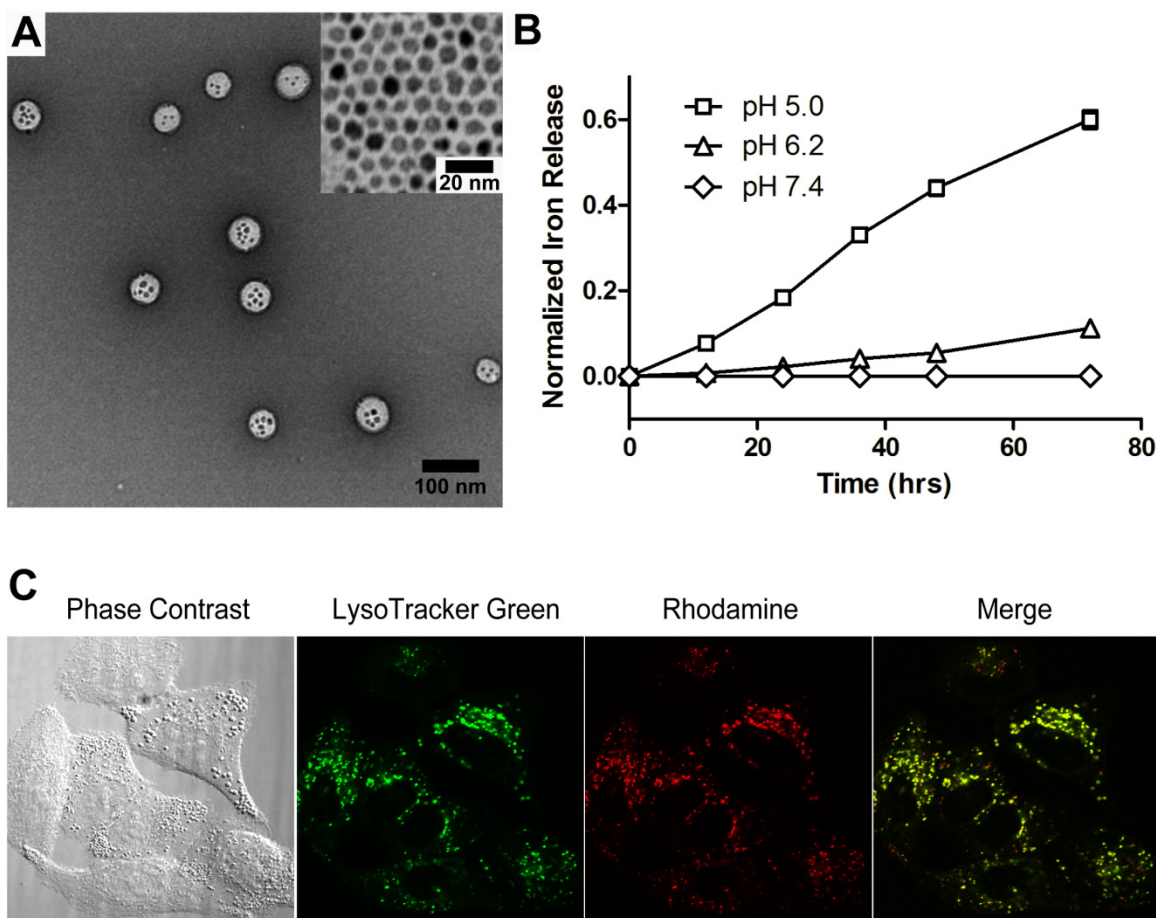 A
20 nm
100 nm
B
Normalized Iron Release
0.6
0.4
0.2
0.0
pH 5.0
pH 6.2
pH 7.4
0 20 40 60 80
Time (hrs)
C
Phase Contrast LysoTracker Green Rhodamine Merge